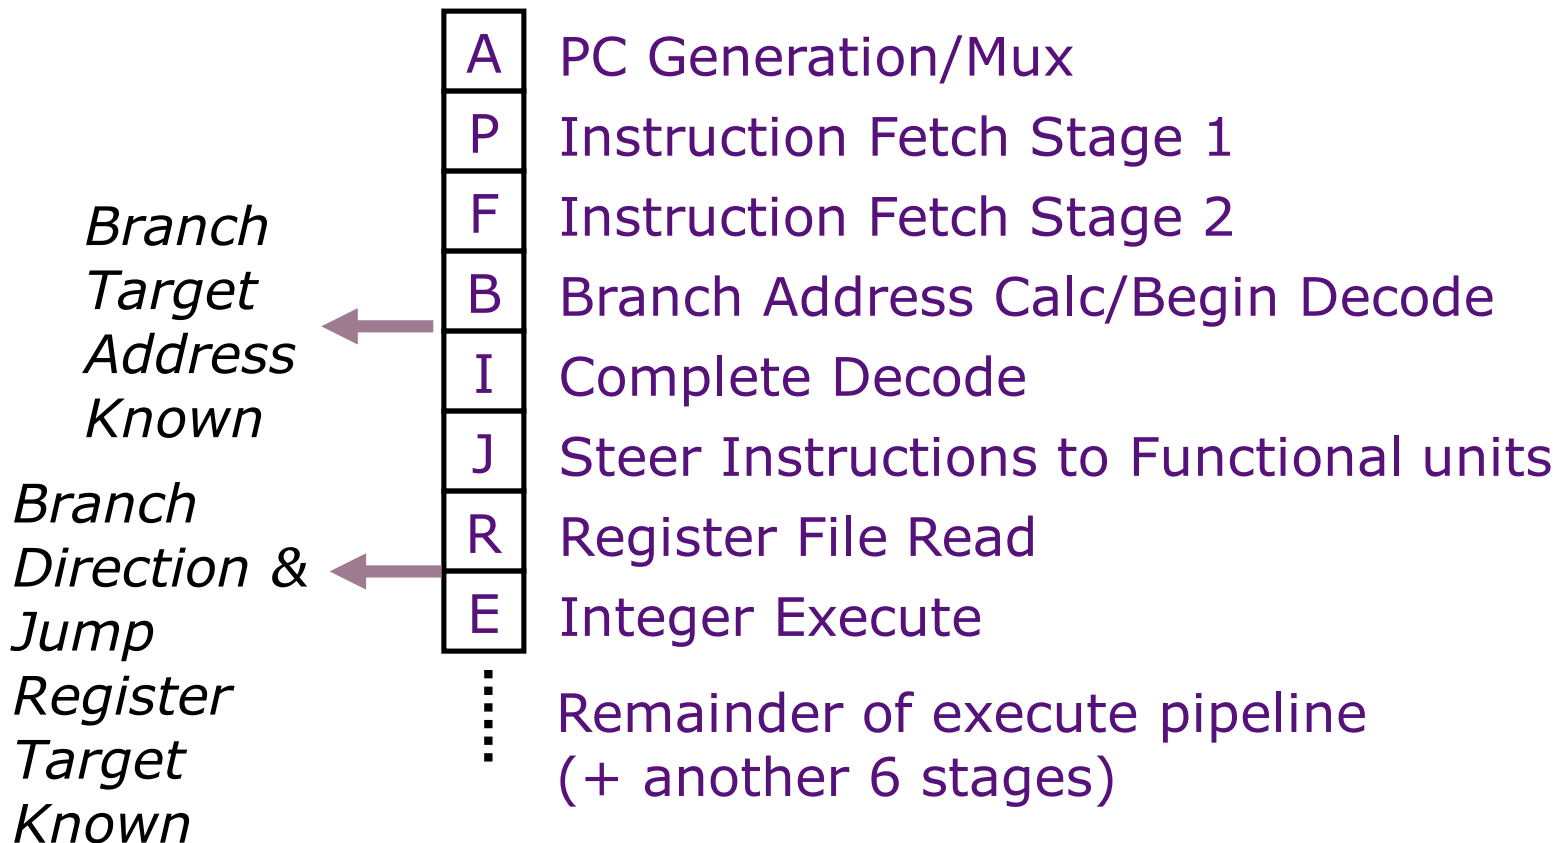 A PC Generation/Mux
P Instruction Fetch Stage 1
F Instruction Fetch Stage 2
B Branch Address Calc/Begin Decode
I Complete Decode
J Steer Instructions to Functional units
R Register File Read
E Integer Execute
Remainder of execute pipeline
(+ another 6 stages)
Branch
Target
Address
Known
Branch
Direction &
Jump
Register
Target
Known